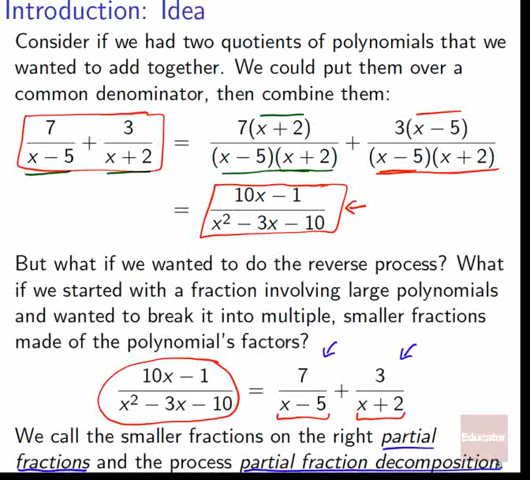 Introduction: Idea
Consider if we had two quotients of polynomials that we
wanted to add together. We could put them over a
common denominator, then combine them:
7/(x − 5) + 3/(x + 2) = 7(x + 2)/((x − 5)(x + 2)) + 3(x − 5)/((x − 5)(x + 2))
= (10x − 1)/(x² − 3x − 10)
But what if we wanted to do the reverse process? What
if we started with a fraction involving large polynomials
and wanted to break it into multiple, smaller fractions
made of the polynomial's factors?
(10x − 1)/(x² − 3x − 10) = 7/(x − 5) + 3/(x + 2)
We call the smaller fractions on the right partial
fractions and the process partial fraction decomposition.
Educator